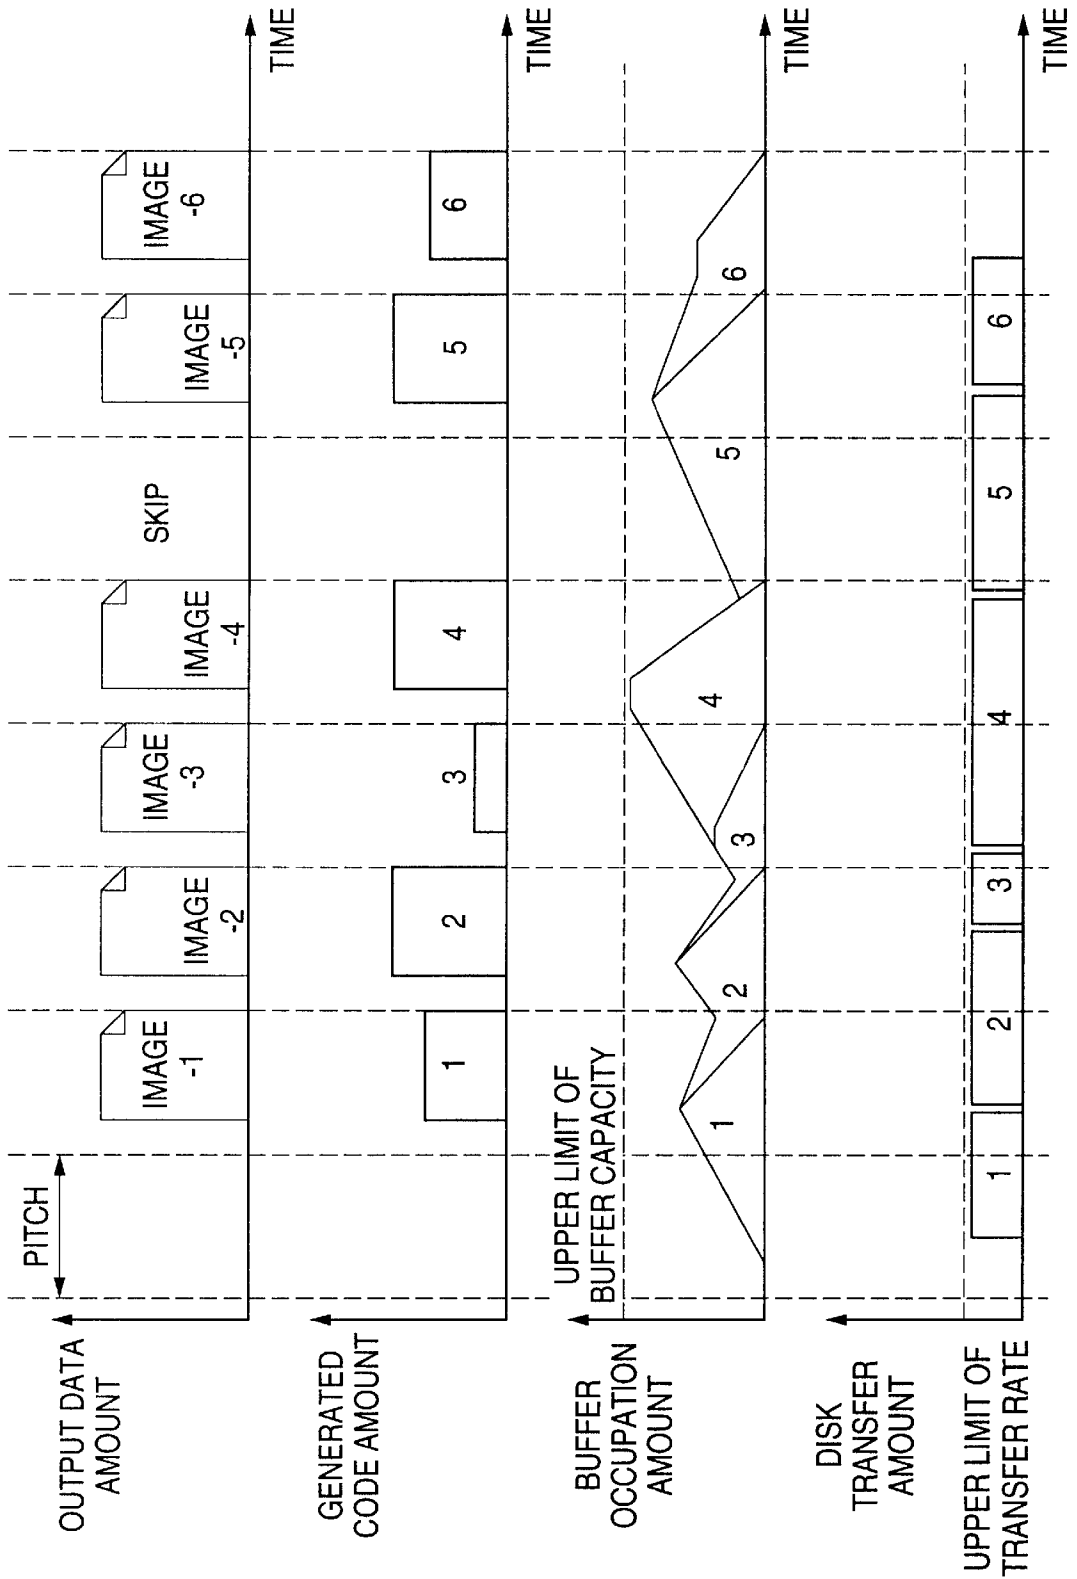 OUTPUT DATA
AMOUNT
PITCH
IMAGE
-1
IMAGE
-2
IMAGE
-3
IMAGE
-4
SKIP
IMAGE
-5
IMAGE
-6
TIME
GENERATED
CODE AMOUNT
1
2
3
4
5
6
TIME
BUFFER
OCCUPATION
AMOUNT
UPPER LIMIT OF
BUFFER CAPACITY
1
2
3
4
5
6
TIME
DISK
TRANSFER
AMOUNT
UPPER LIMIT OF
TRANSFER RATE
1
2
3
4
5
6
TIME